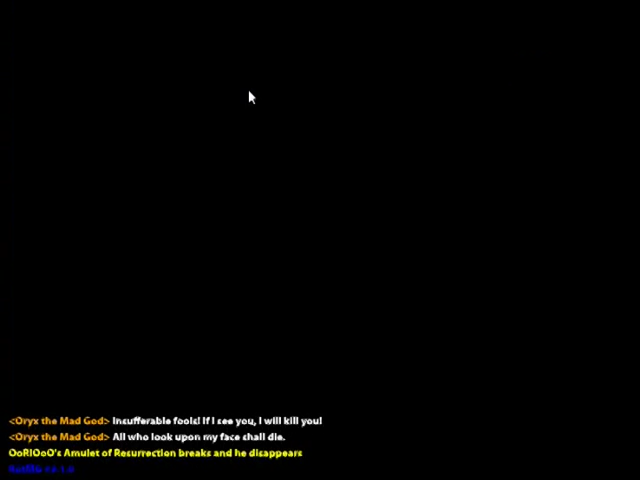 <Oryx the Mad God> Insufferable fools! If I see you, I will kill you!
<Oryx the Mad God> All who look upon my face shall die.
OoRIOoO's Amulet of Resurrection breaks and he disappears